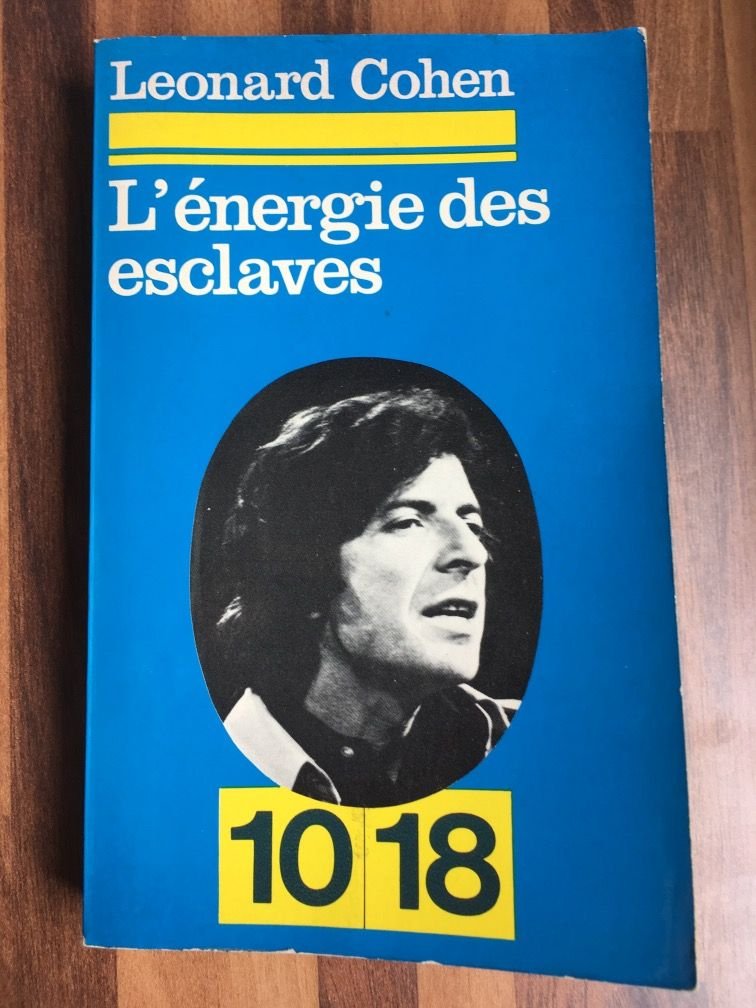 Leonard Cohen
L'énergie des
esclaves
10 18